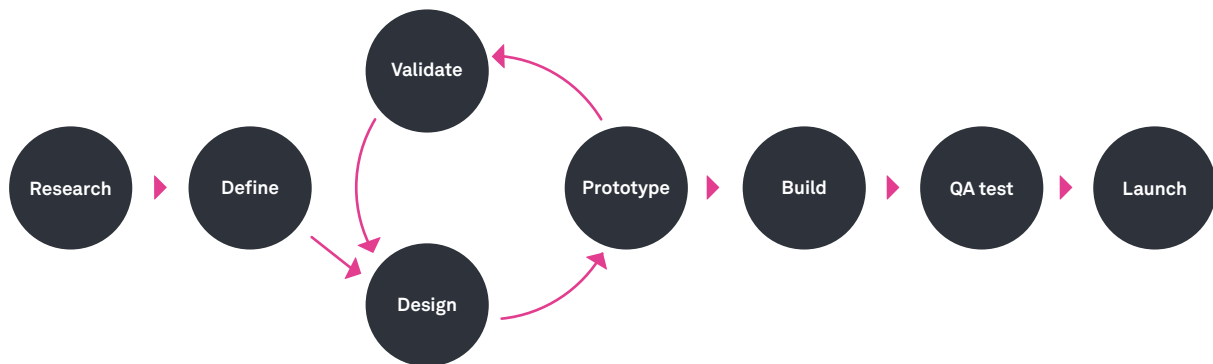 Research
Define
Validate
Design
Prototype
Build
QA test
Launch